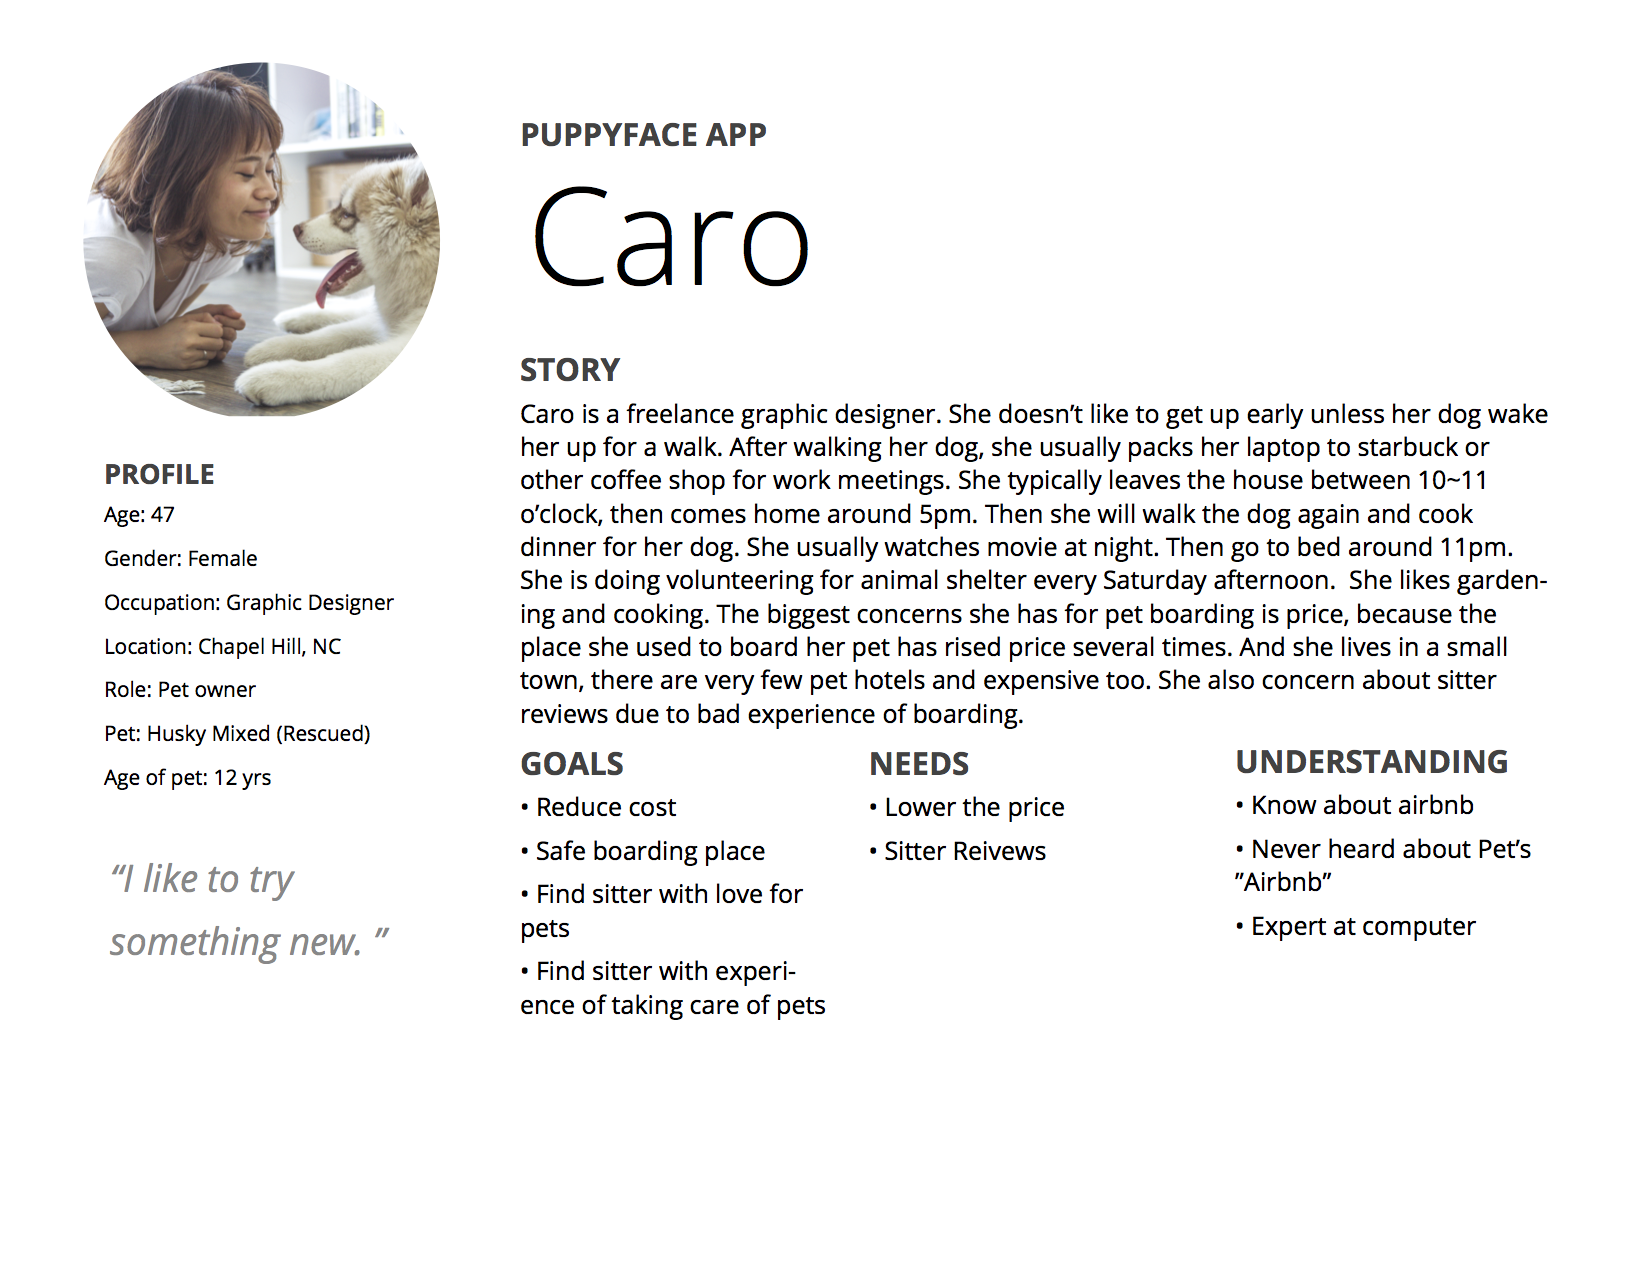 PUPPYFACE APP
Caro
STORY
Caro is a freelance graphic designer. She doesn’t like to get up early unless her dog wake
her up for a walk. After walking her dog, she usually packs her laptop to starbuck or
other coffee shop for work meetings. She typically leaves the house between 10~11
o’clock, then comes home around 5pm. Then she will walk the dog again and cook
dinner for her dog. She usually watches movie at night. Then go to bed around 11pm.
She is doing volunteering for animal shelter every Saturday afternoon.  She likes garden-
ing and cooking. The biggest concerns she has for pet boarding is price, because the
place she used to board her pet has rised price several times. And she lives in a small
town, there are very few pet hotels and expensive too. She also concern about sitter
reviews due to bad experience of boarding.
PROFILE
Age: 47
Gender: Female
Occupation: Graphic Designer
Location: Chapel Hill, NC
Role: Pet owner
Pet: Husky Mixed (Rescued)
Age of pet: 12 yrs
“I like to try
something new. ”
GOALS
• Reduce cost
• Safe boarding place
• Find sitter with love for
pets
• Find sitter with experi-
ence of taking care of pets
NEEDS
• Lower the price
• Sitter Reivews
UNDERSTANDING
• Know about airbnb
• Never heard about Pet’s
”Airbnb”
• Expert at computer